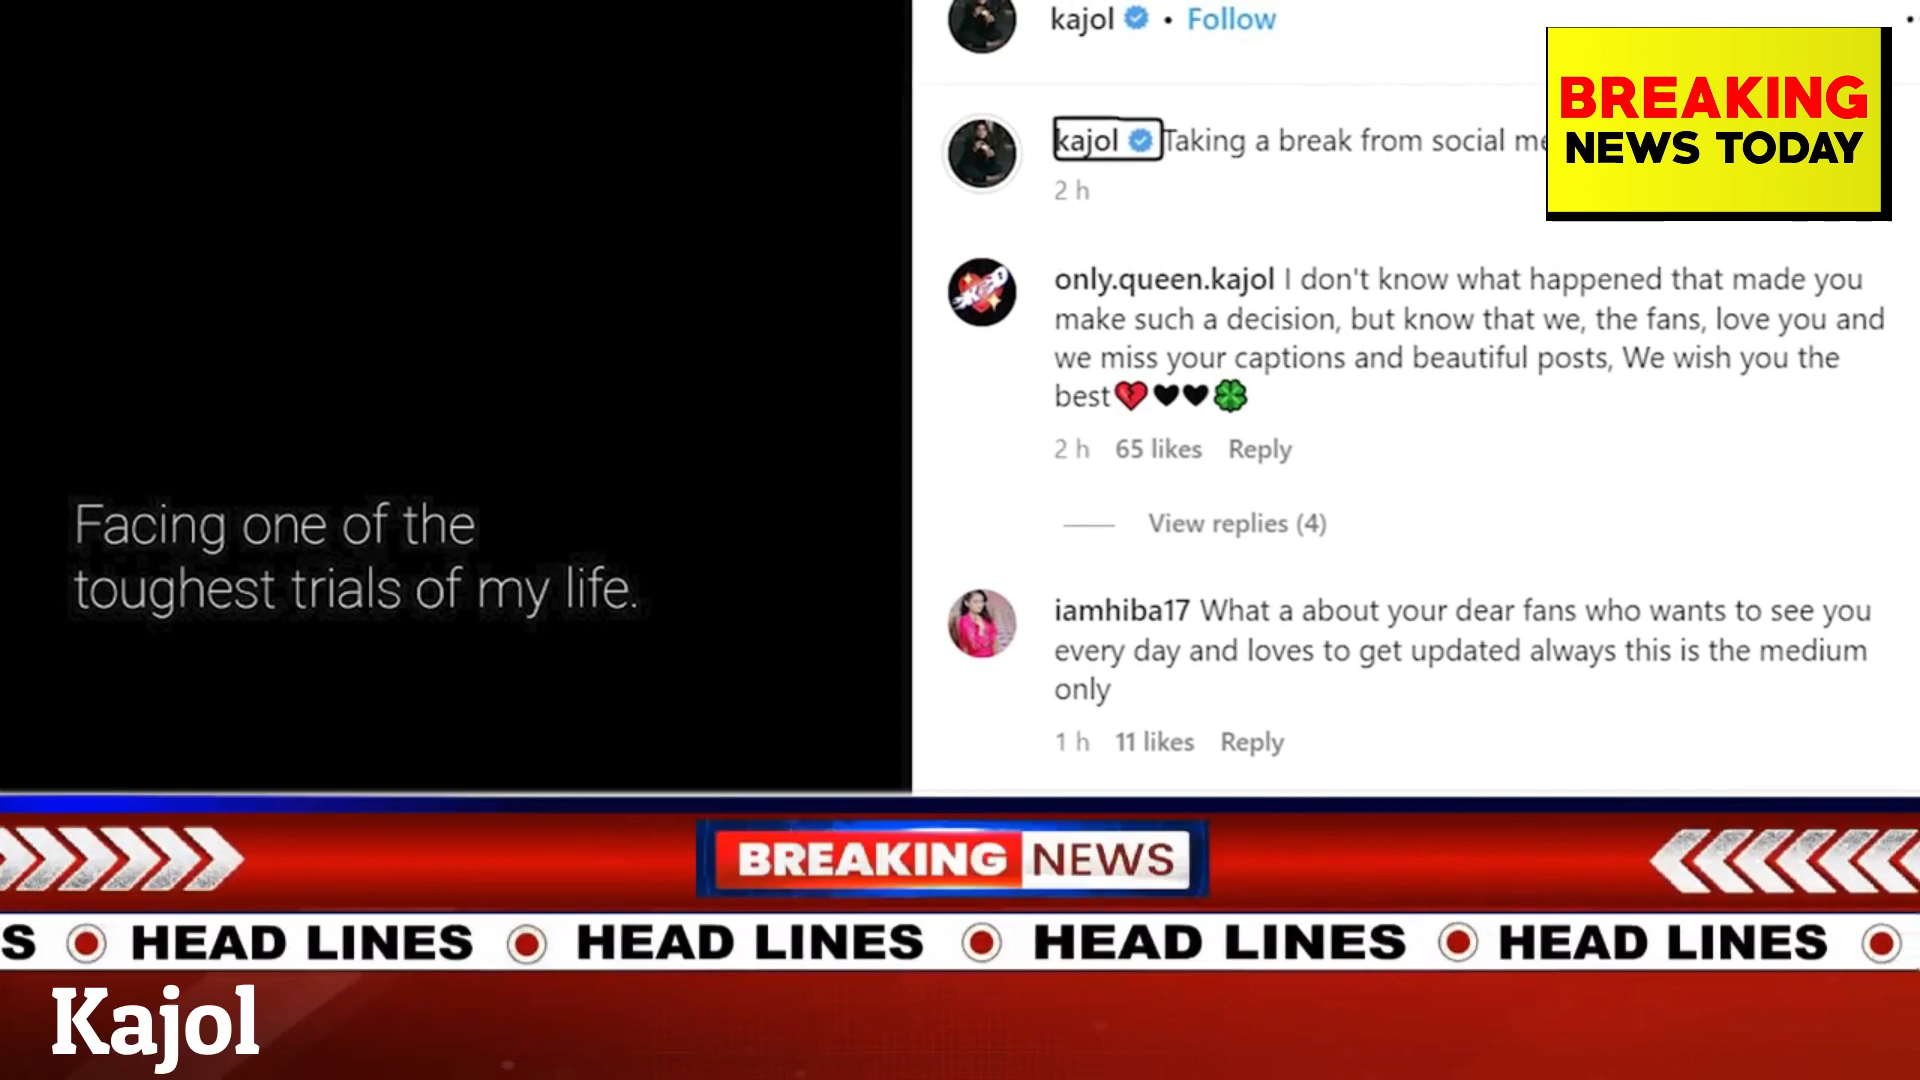 kajol • Follow
BREAKING
NEWS TODAY
kajol Taking a break from social
2 h
only.queen.kajol I don't know what happened that made you
make such a decision, but know that we, the fans, love you and
we miss your captions and beautiful posts, We wish you the
best💔🖤🖤🍀
2 h 65 likes Reply
View replies (4)
Facing one of the
toughest trials of my life.
iamhiba17 What a about your dear fans who wants to see you
every day and loves to get updated always this is the medium
only
1 h 11 likes Reply
BREAKING NEWS
S HEAD LINES HEAD LINES HEAD LINES HEAD LINES
Kajol